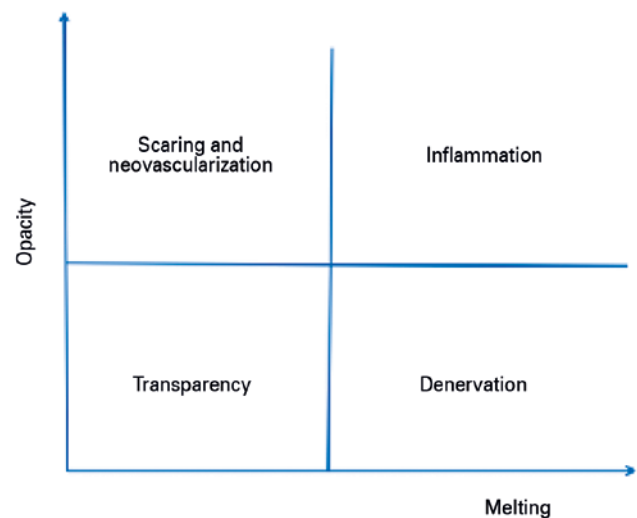 Opacity
Scaring and
neovascularization
Inflammation
Transparency
Denervation
Melting